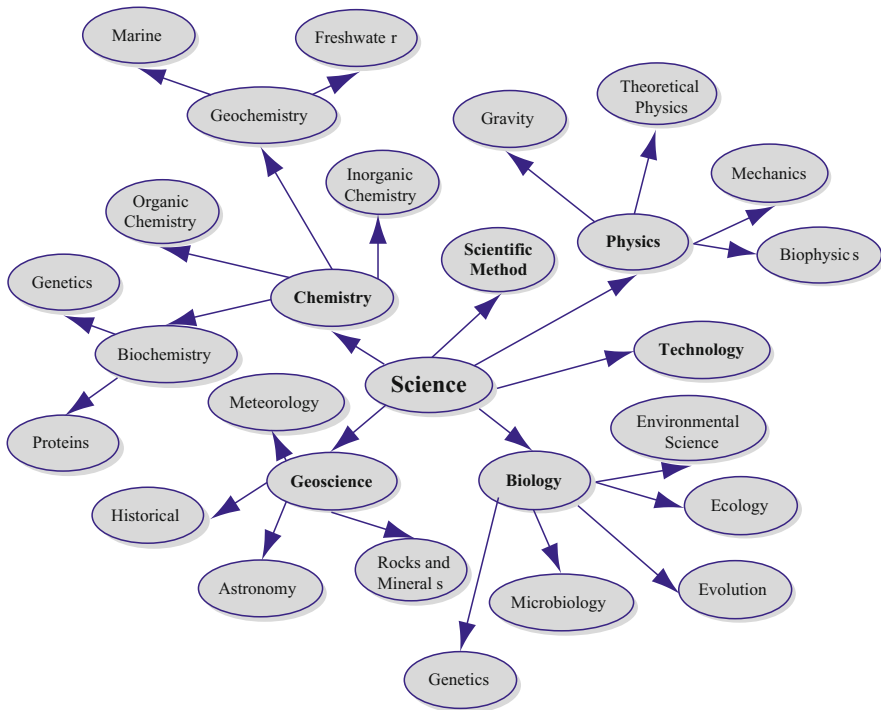 Marine
Freshwate r
Geochemistry
Theoretical
Physics
Gravity
Mechanics
Inorganic
Chemistry
Organic
Chemistry
Physics
Scientific
Method
Biophysic s
Genetics
Chemistry
Biochemistry
Technology
Science
Meteorology
Environmental
Science
Proteins
Geoscience
Biology
Historical
Ecology
Rocks and
Mineral s
Astronomy
Microbiology
Evolution
Genetics